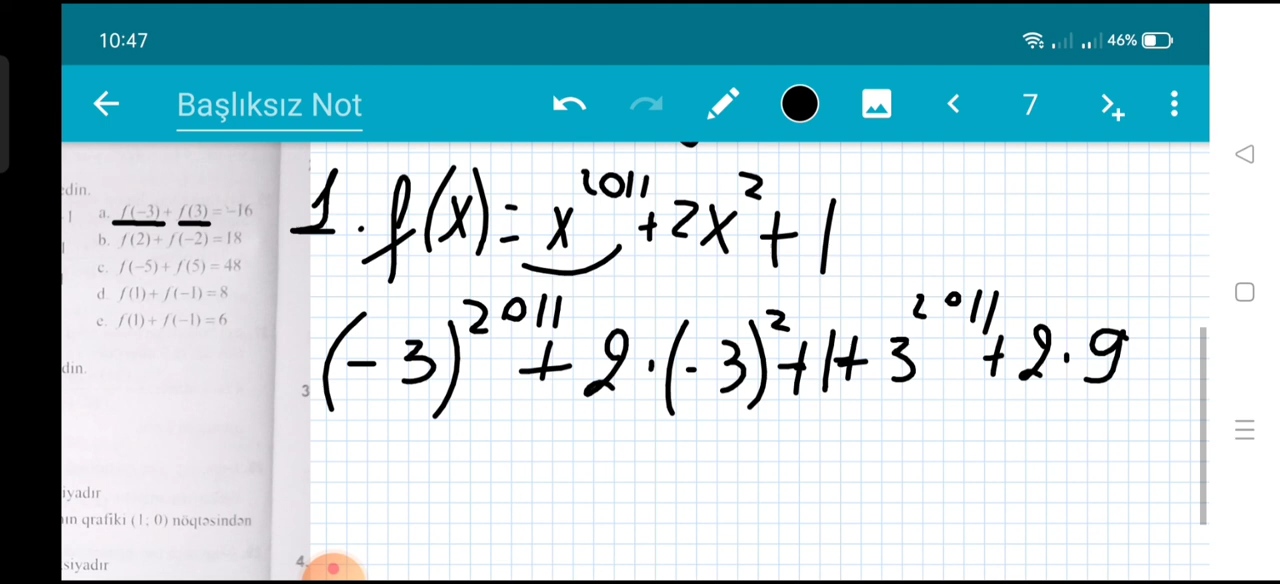 10:47
46%
Başlıksız Not
7
edin.
a. f(-3) + f(3) = -16
b. f(2) + f(-2) = 18
c. f(-5) + f(5) = 48
d. f(1) + f(-1) = 8
e. f(1) + f(-1) = 6
din.
3
iyadır
ın qrafiki (1; 0) nöqtəsindən
siyadır
4.
1. f(x) = x^2011 + 2x^2 + 1
(-3)^2011 + 2·(-3)^2 + 1 + 3^2011 + 2·9